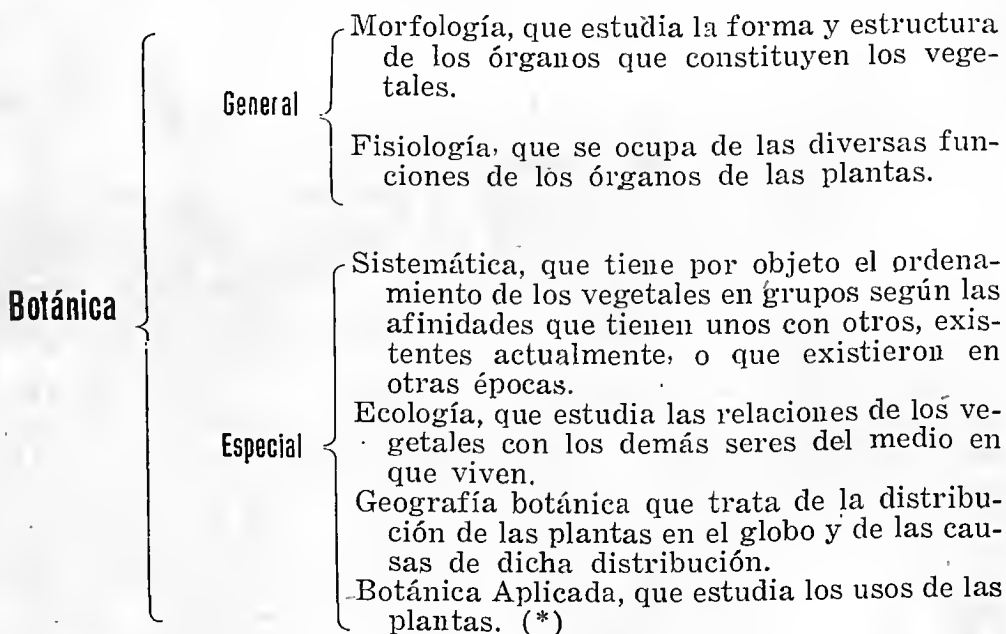 Botánica
General
Morfología, que estudia la forma y estructura
de los órganos que constituyen los vege-
tales.
Fisiología, que se ocupa de las diversas fun-
ciones de los órganos de las plantas.
Especial
Sistemática, que tiene por objeto el ordena-
miento de los vegetales en grupos según las
afinidades que tienen unos con otros, exis-
tentes actualmente, o que existieron en
otras épocas.
Ecología, que estudia las relaciones de los ve-
getales con los demás seres del medio en
que viven.
Geografía botánica que trata de la distribu-
ción de las plantas en el globo y de las cau-
sas de dicha distribución.
Botánica Aplicada, que estudia los usos de las
plantas. (*)